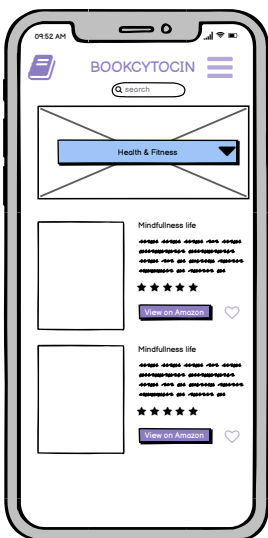 09:52 AM
BOOKCYTOCIN
search
Health & Fitness
Mindfullness life
View on Amazon
Mindfullness life
View on Amazon